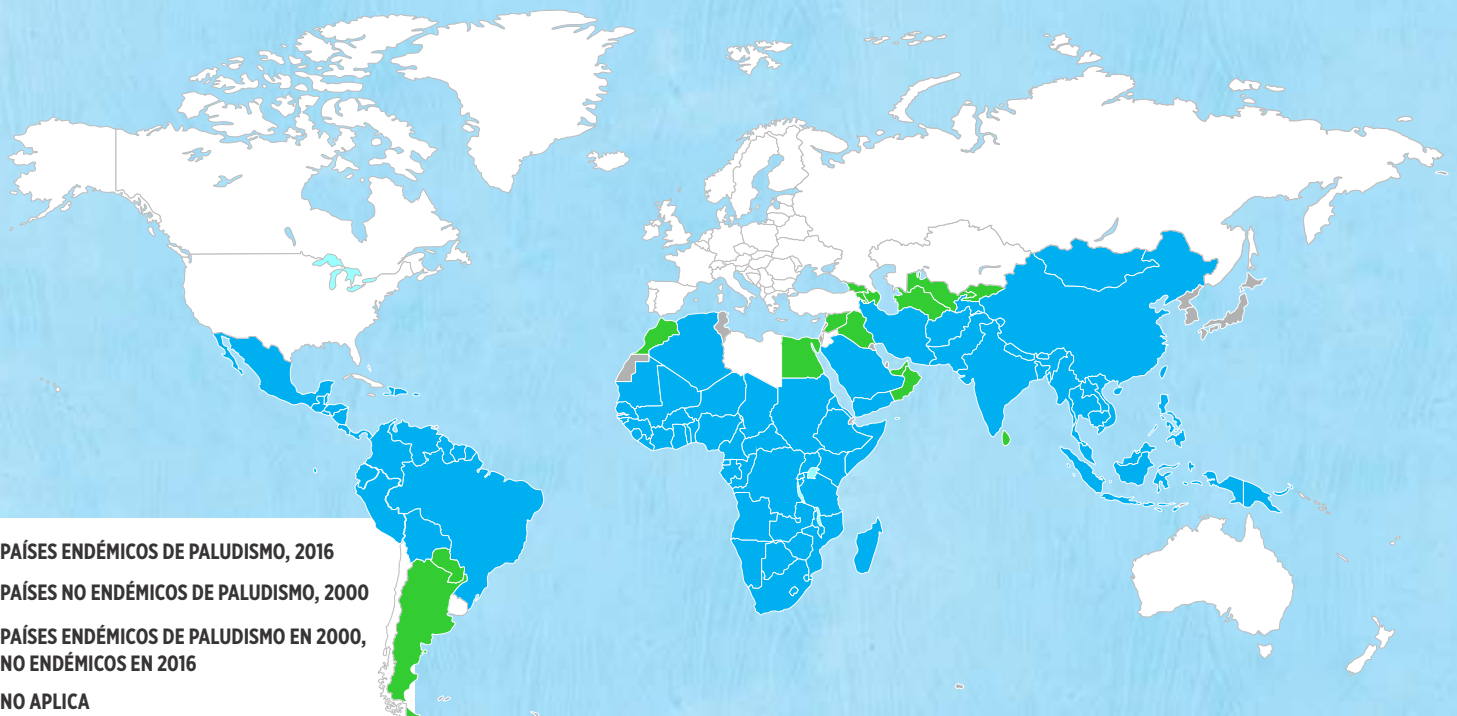 PAÍSES ENDÉMICOS DE PALUDISMO, 2016
PAÍSES NO ENDÉMICOS DE PALUDISMO, 2000
PAÍSES ENDÉMICOS DE PALUDISMO EN 2000,
NO ENDÉMICOS EN 2016
NO APLICA